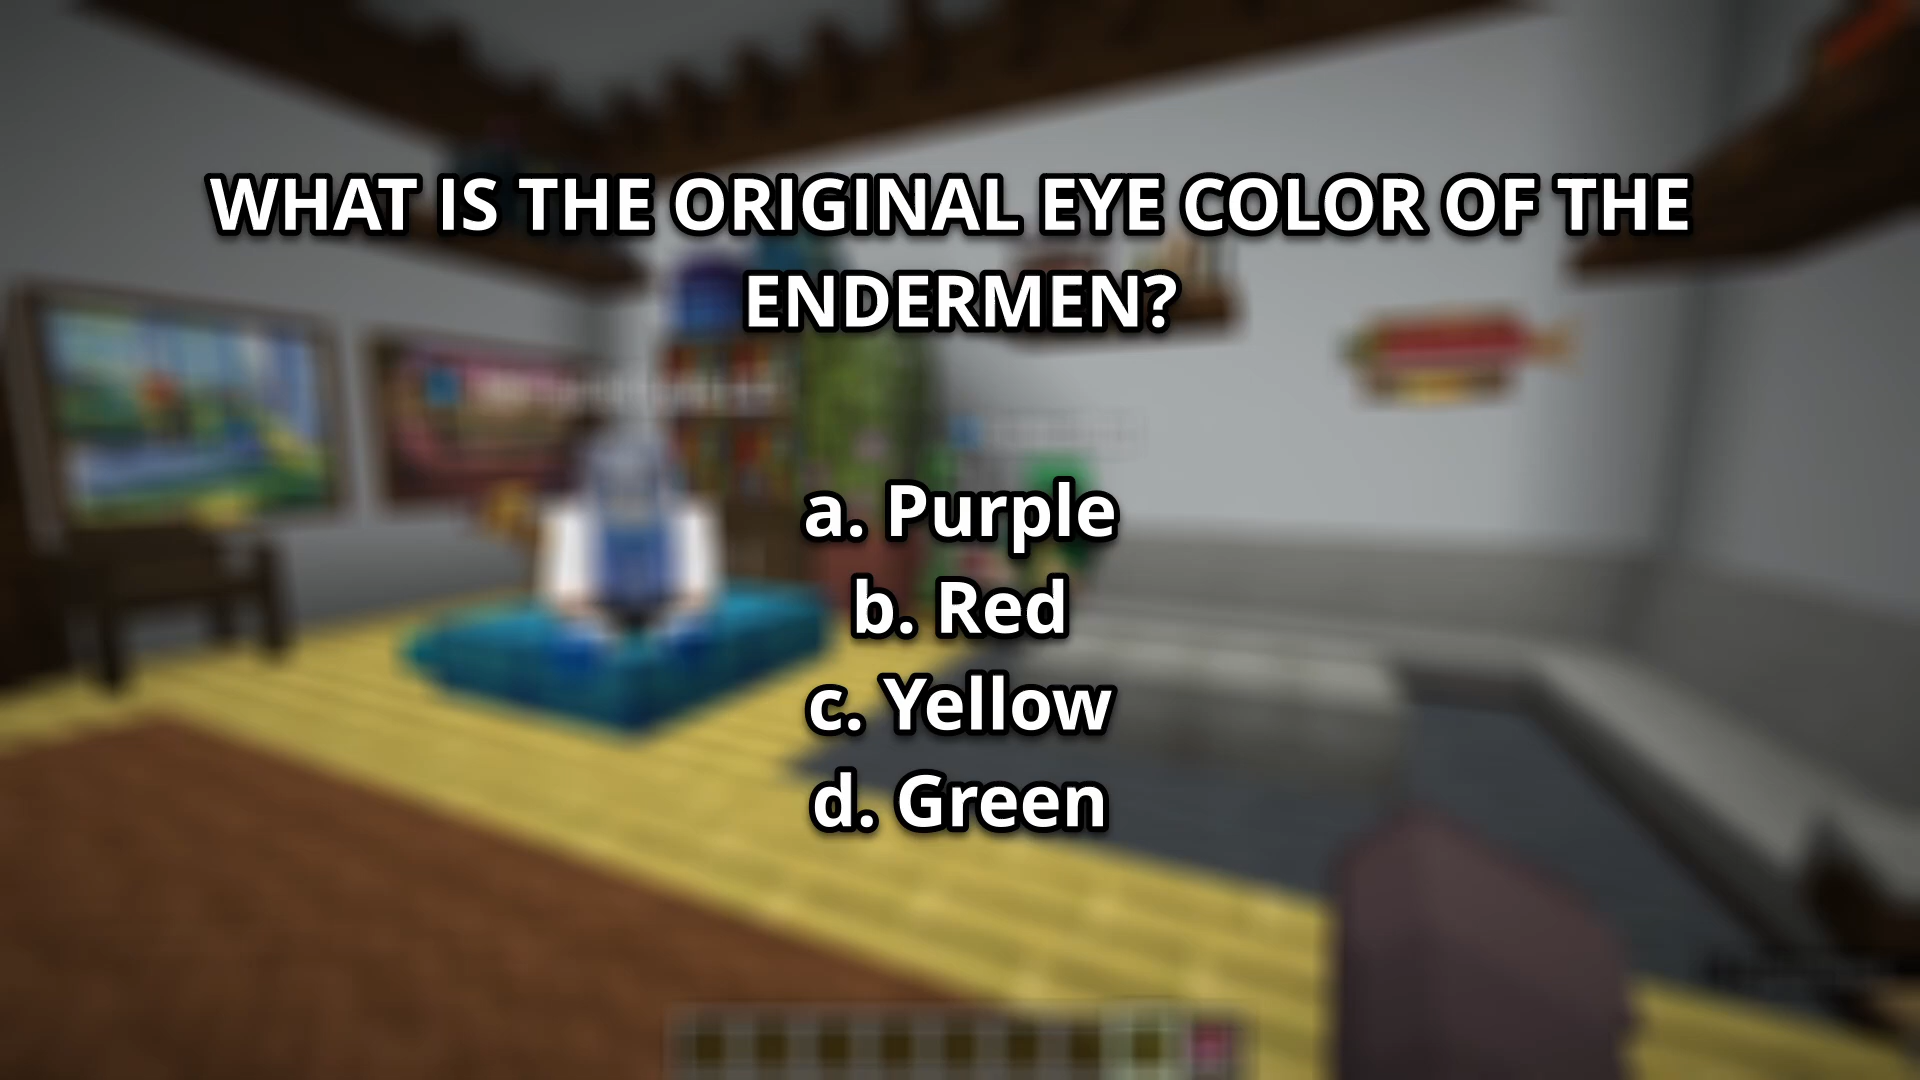 WHAT IS THE ORIGINAL EYE COLOR OF THE
ENDERMEN?
a. Purple
b. Red
c. Yellow
d. Green